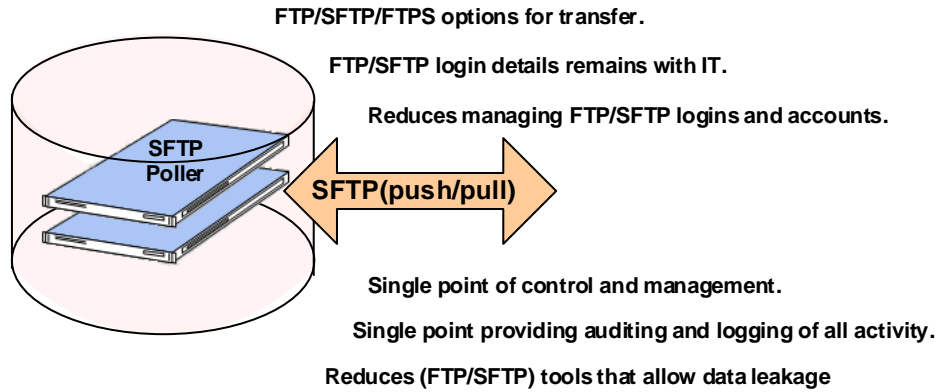 FTP/SFTP/FTPS options for transfer.
FTP/SFTP login details remains with IT.
Reduces managing FTP/SFTP logins and accounts.
SFTP
Poller
SFTP(push/pull)
Single point of control and management.
Single point providing auditing and logging of all activity.
Reduces (FTP/SFTP) tools that allow data leakage